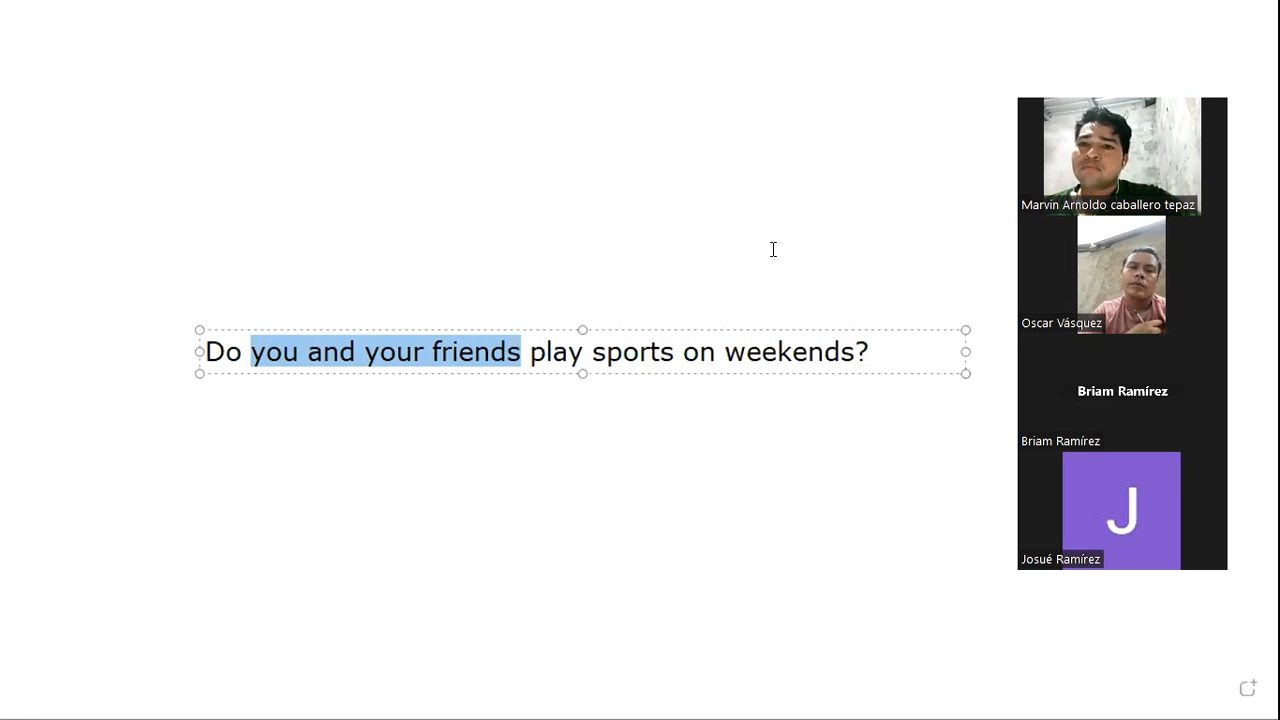 Marvin Arnoldo caballero tepaz
Oscar Vásquez
Do you and your friends play sports on weekends?
Briam Ramírez
Briam Ramírez
J
Josué Ramírez